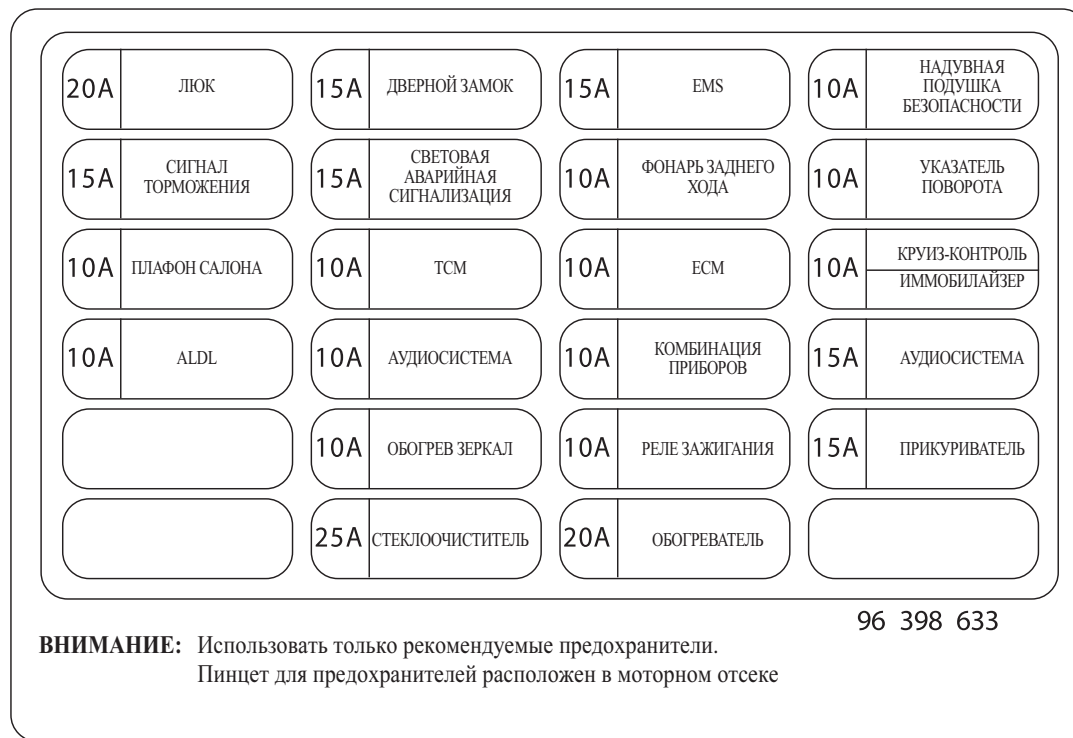 20A ЛЮК
15A ДВЕРНОЙ ЗАМОК
15A EMS
10A НАДУВНАЯ
ПОДУШКА
БЕЗОПАСНОСТИ
15A СИГНАЛ
ТОРМОЖЕНИЯ
15A СВЕТОВАЯ
АВАРИЙНАЯ
СИГНАЛИЗАЦИЯ
10A ФОНАРЬ ЗАДНЕГО
ХОДА
10A УКАЗАТЕЛЬ
ПОВОРОТА
10A ПЛАФОН САЛОНА
10A TCM
10A ECM
10A КРУИЗ-КОНТРОЛЬ
ИММОБИЛАЙЗЕР
10A ALDL
10A АУДИОСИСТЕМА
10A КОМБИНАЦИЯ
ПРИБОРОВ
15A АУДИОСИСТЕМА
10A ОБОГРЕВ ЗЕРКАЛ
10A РЕЛЕ ЗАЖИГАНИЯ
15A ПРИКУРИВАТЕЛЬ
25A СТЕКЛООЧИСТИТЕЛЬ
20A ОБОГРЕВАТЕЛЬ
96 398 633
ВНИМАНИЕ: Использовать только рекомендуемые предохранители.
Пинцет для предохранителей расположен в моторном отсеке